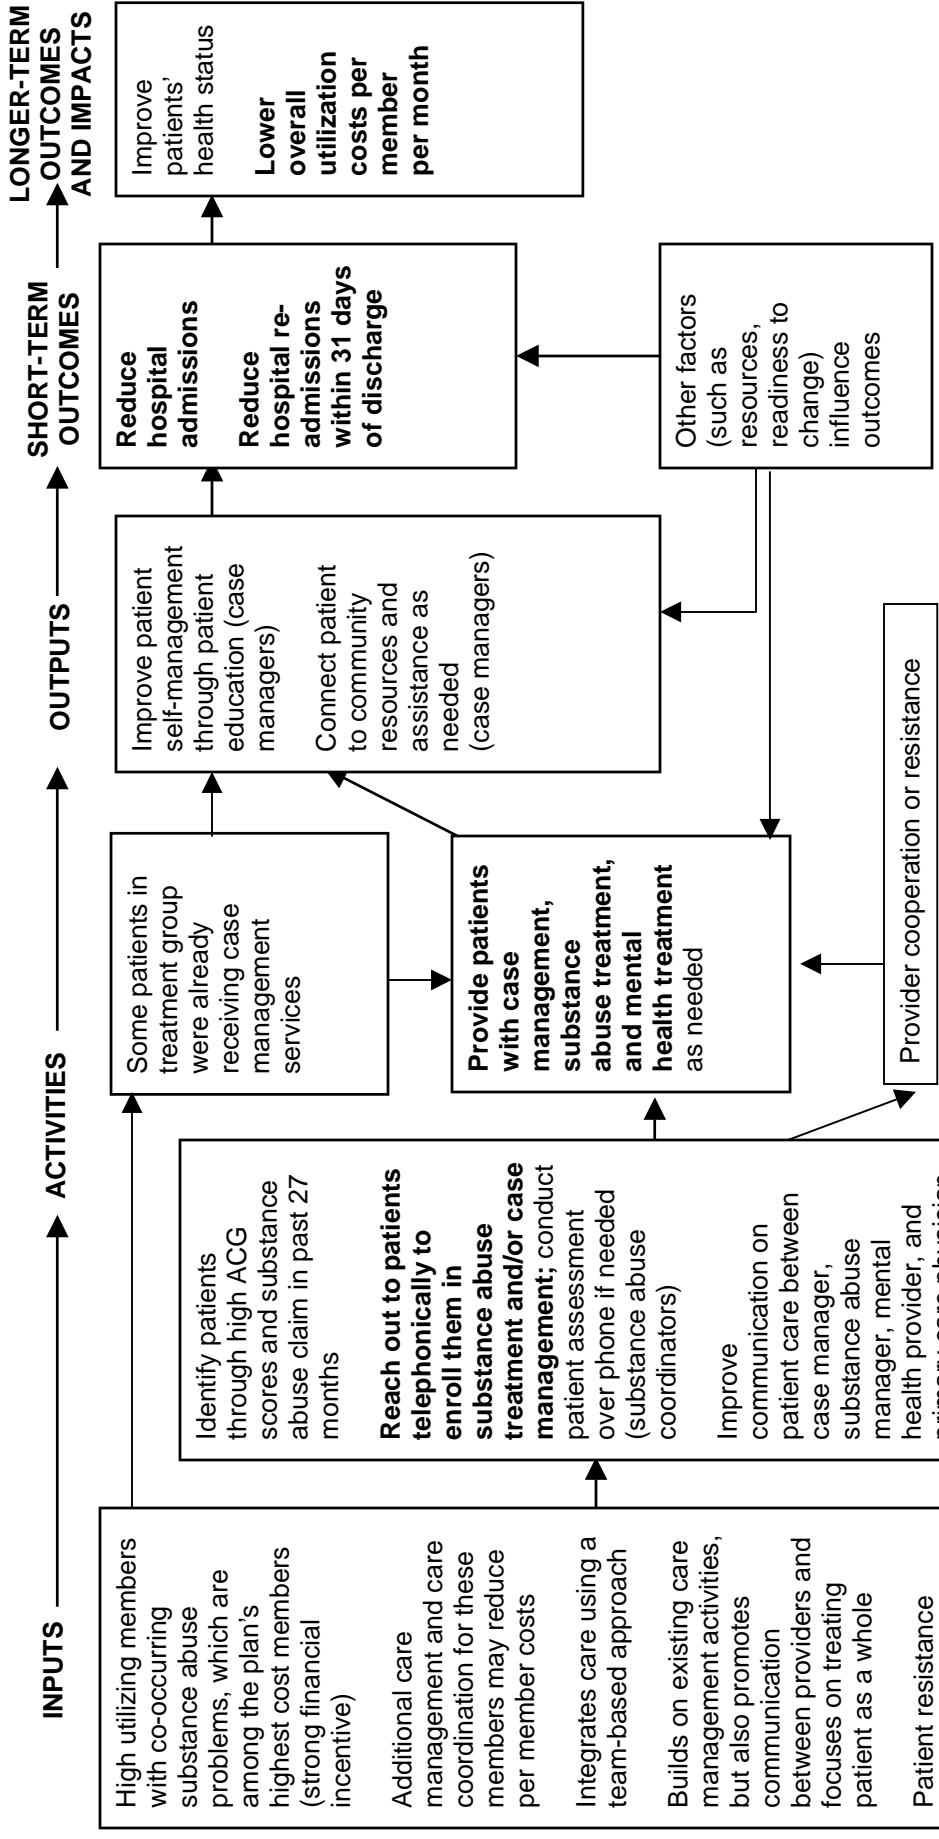 INPUTS
ACTIVITIES
OUTPUTS
SHORT-TERM
OUTCOMES
LONGER-TERM
OUTCOMES
AND IMPACTS
High utilizing members
with co-occurring
substance abuse
problems, which are
among the plan's
highest cost members
(strong financial
incentive)
Additional care
management and care
coordination for these
members may reduce
per member costs
Integrates care using a
team-based approach
Builds on existing care
management activities,
but also promotes
communication
between providers and
focuses on treating
patient as a whole
Patient resistance
Identify patients
through high ACG
scores and substance
abuse claim in past 27
months
Reach out to patients
telephonically to
enroll them in
substance abuse
treatment and/or case
management; conduct
patient assessment
over phone if needed
(substance abuse
coordinators)
Improve
communication on
patient care between
case manager,
substance abuse
manager, mental
health provider, and
primary care physician
Some patients in
treatment group
were already
receiving case
management
services
Provide patients
with case
management,
substance
abuse treatment,
and mental
health treatment
as needed
Provider cooperation or resistance
Improve patient
self-management
through patient
education (case
managers)
Connect patient
to community
resources and
assistance as
needed
(case managers)
Reduce
hospital
admissions
Reduce
hospital re-
admissions
within 31 days
of discharge
Other factors
(such as
resources,
readiness to
change)
influence
outcomes
Improve
patients'
health status
Lower
overall
utilization
costs per
member
per month